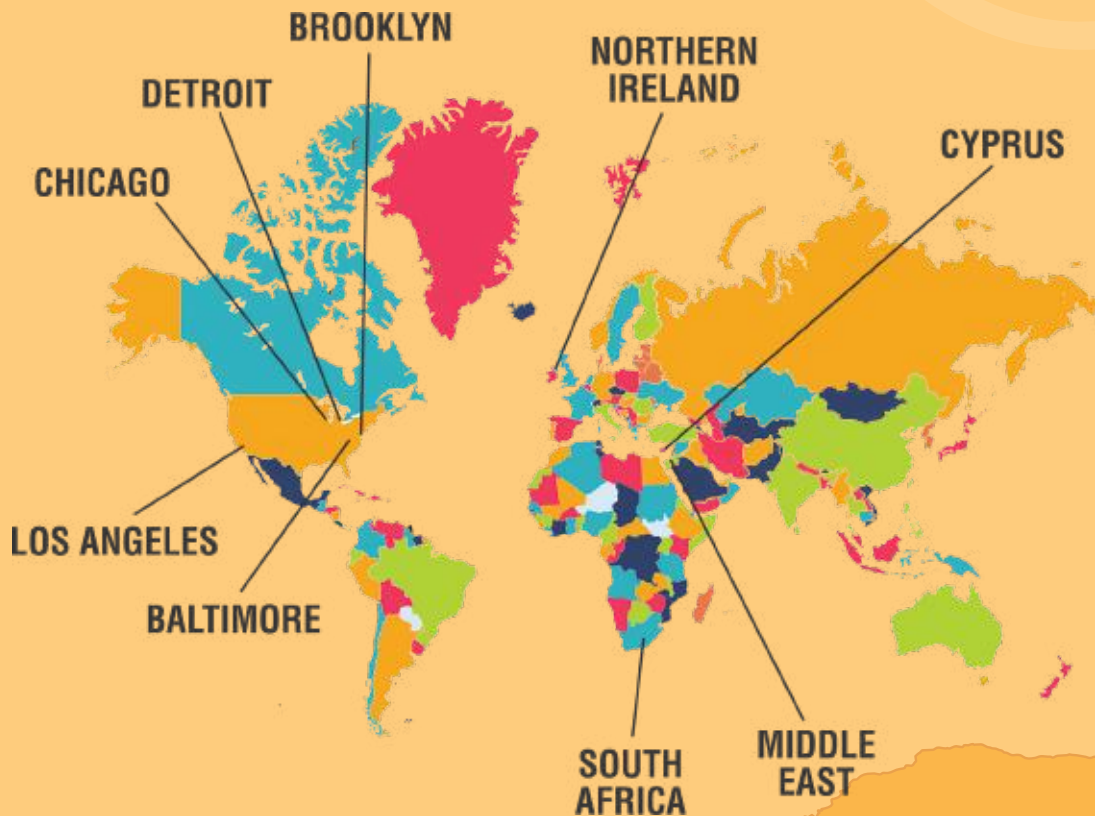 BROOKLYN
NORTHERN
IRELAND
DETROIT
CYPRUS
CHICAGO
LOS ANGELES
BALTIMORE
SOUTH
AFRICA
MIDDLE
EAST